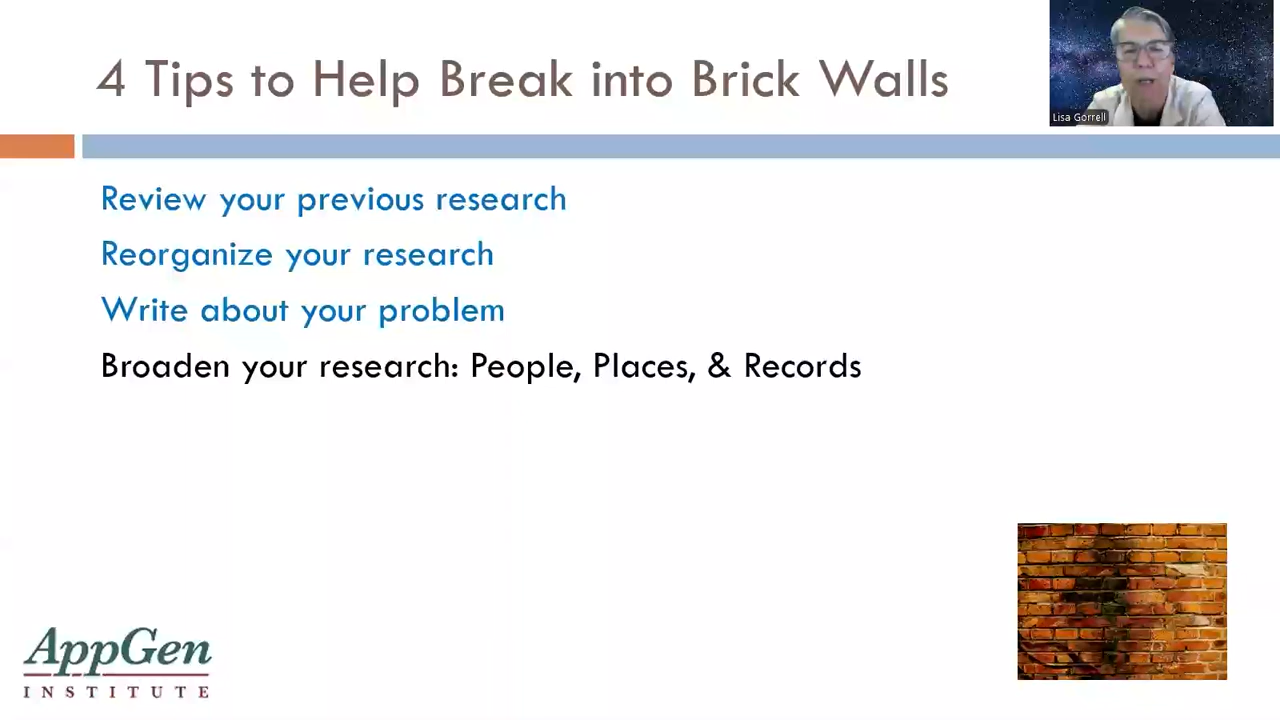 4 Tips to Help Break into Brick Walls
Lisa Gorrell
Review your previous research
Reorganize your research
Write about your problem
Broaden your research: People, Places, & Records
AppGen
INSTITUTE